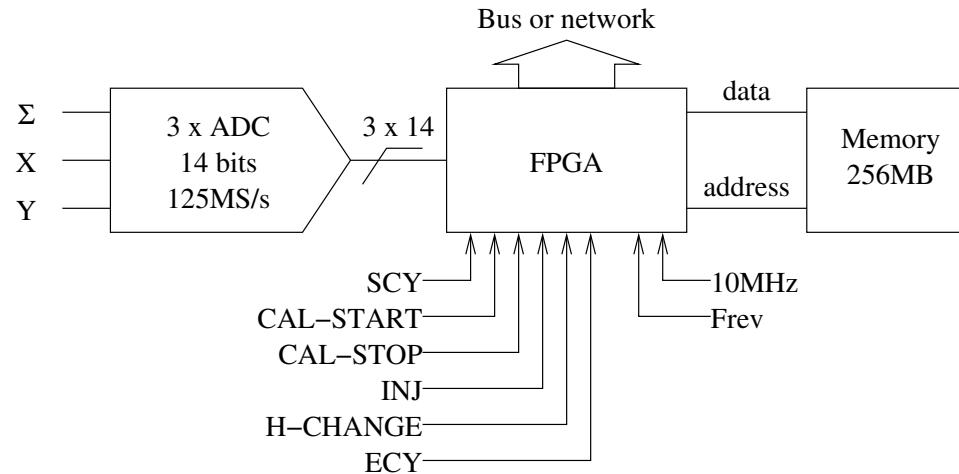 Bus or network
Σ
X
Y
3 x ADC
14 bits
125MS/s
3 x 14
FPGA
data
address
Memory
256MB
SCY
CAL−START
CAL−STOP
INJ
H−CHANGE
ECY
10MHz
Frev